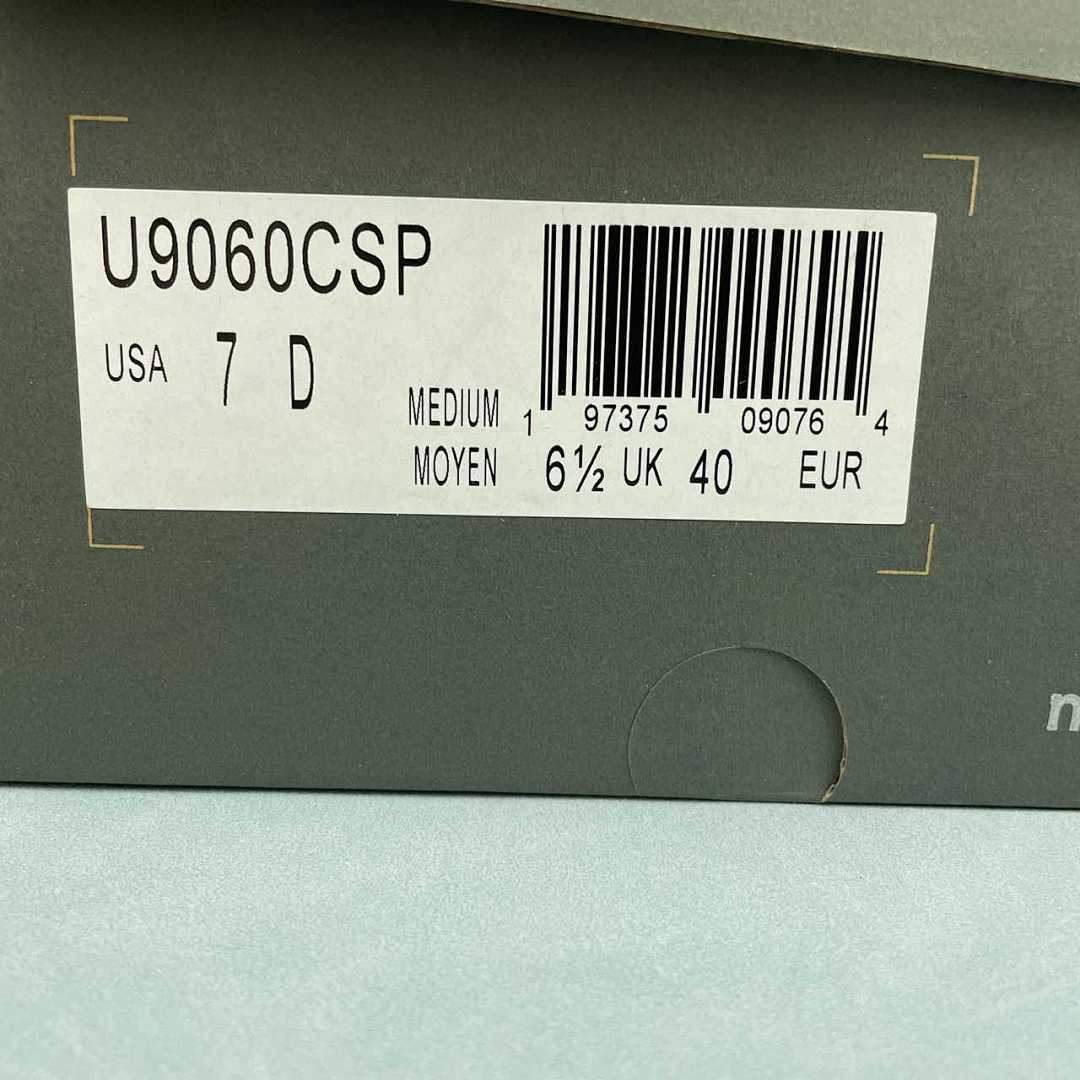 U9060CSP
USA 7 D
MEDIUM
MOYEN
1 97375 09076 4
6½ UK 40 EUR